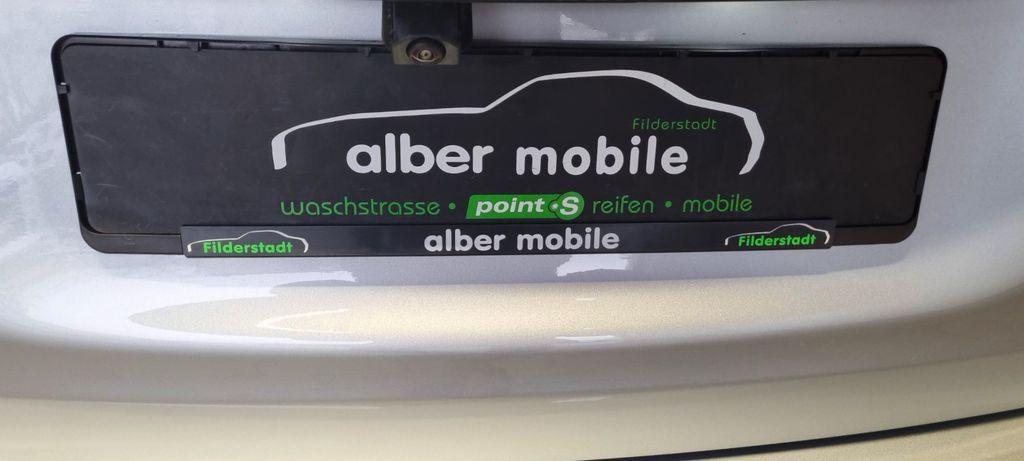 Filderstadt
alber mobile
waschstrasse • point S reifen • mobile
Filderstadt alber mobile Filderstadt